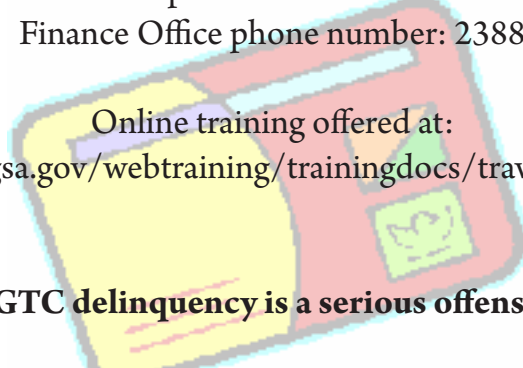 Finance Office phone number: 2388
Online training offered at:
gsa.gov/webtraining/trainingdocs/trav
GTC delinquency is a serious offens